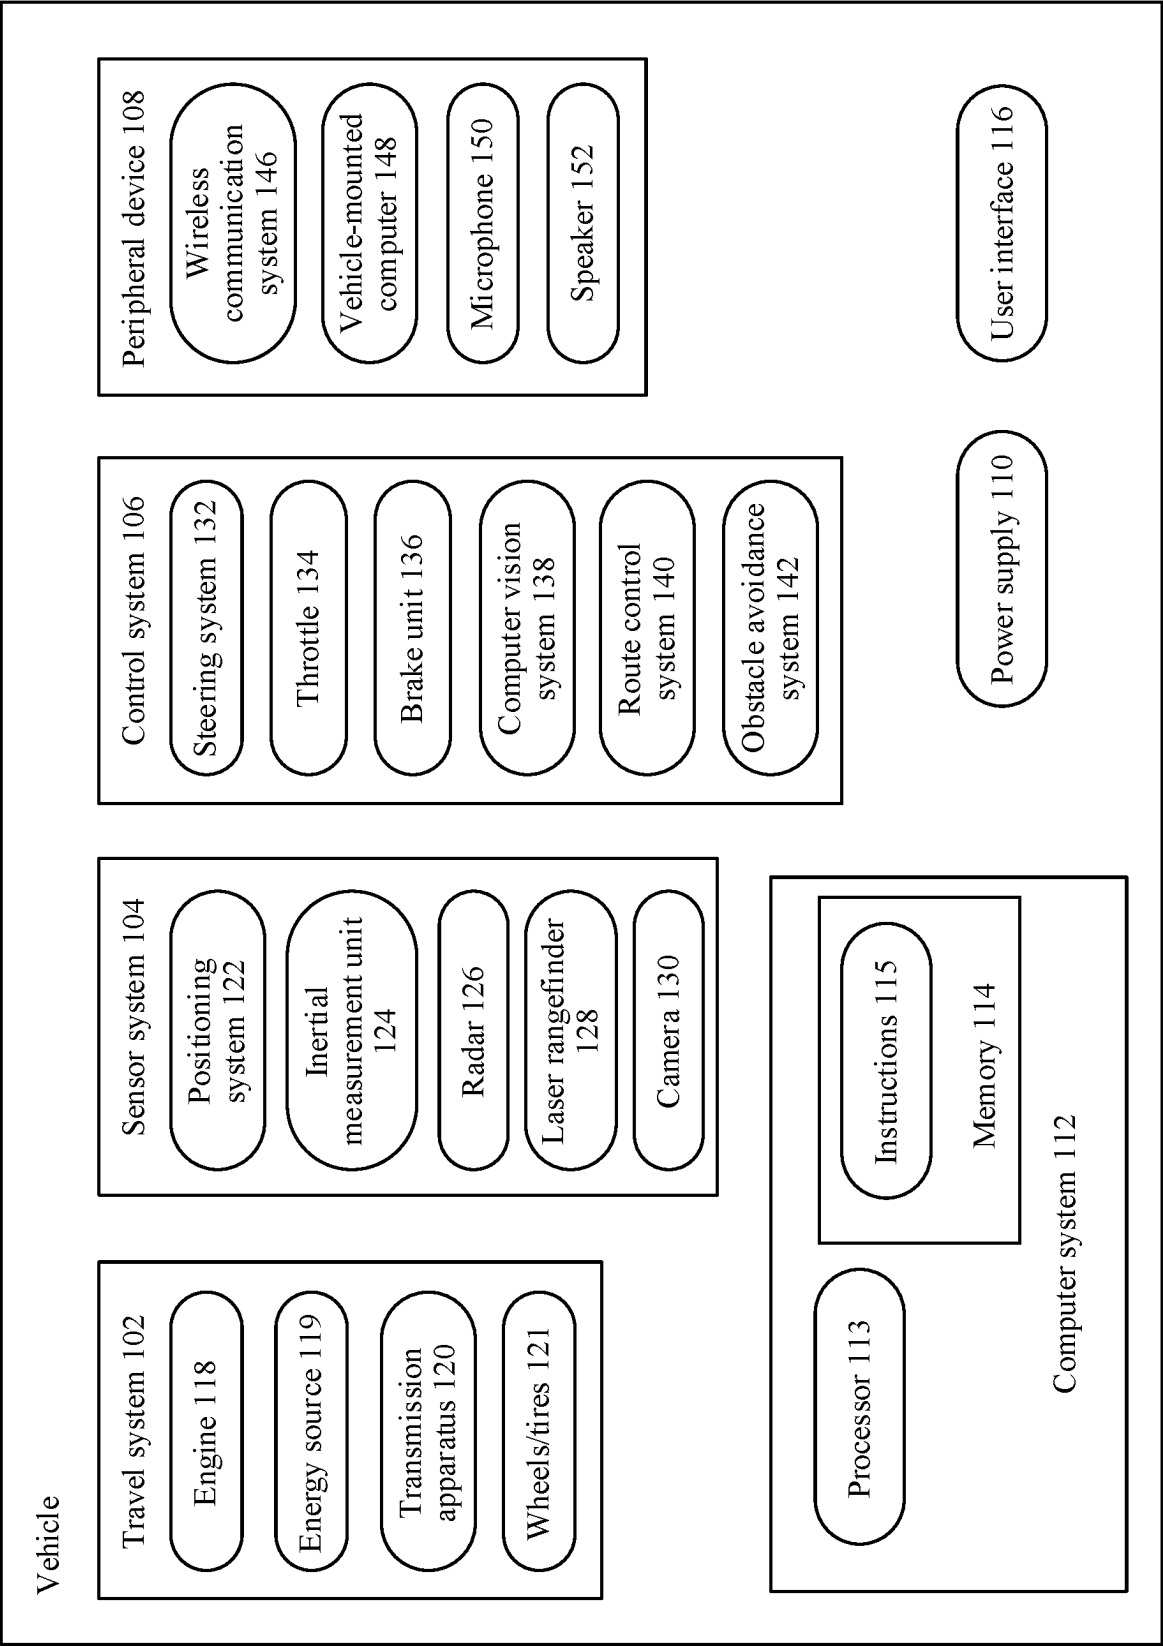 Vehicle
Travel system 102
Engine 118
Energy source 119
Transmission
apparatus 120
Wheels/tires 121
Sensor system 104
Positioning
system 122
Inertial
measurement unit
124
Radar 126
Laser rangefinder
128
Camera 130
Control system 106
Steering system 132
Throttle 134
Brake unit 136
Computer vision
system 138
Route control
system 140
Obstacle avoidance
system 142
Peripheral device 108
Wireless
communication
system 146
Vehicle-mounted
computer 148
Microphone 150
Speaker 152
Processor 113
Instructions 115
Memory 114
Computer system 112
Power supply 110
User interface 116